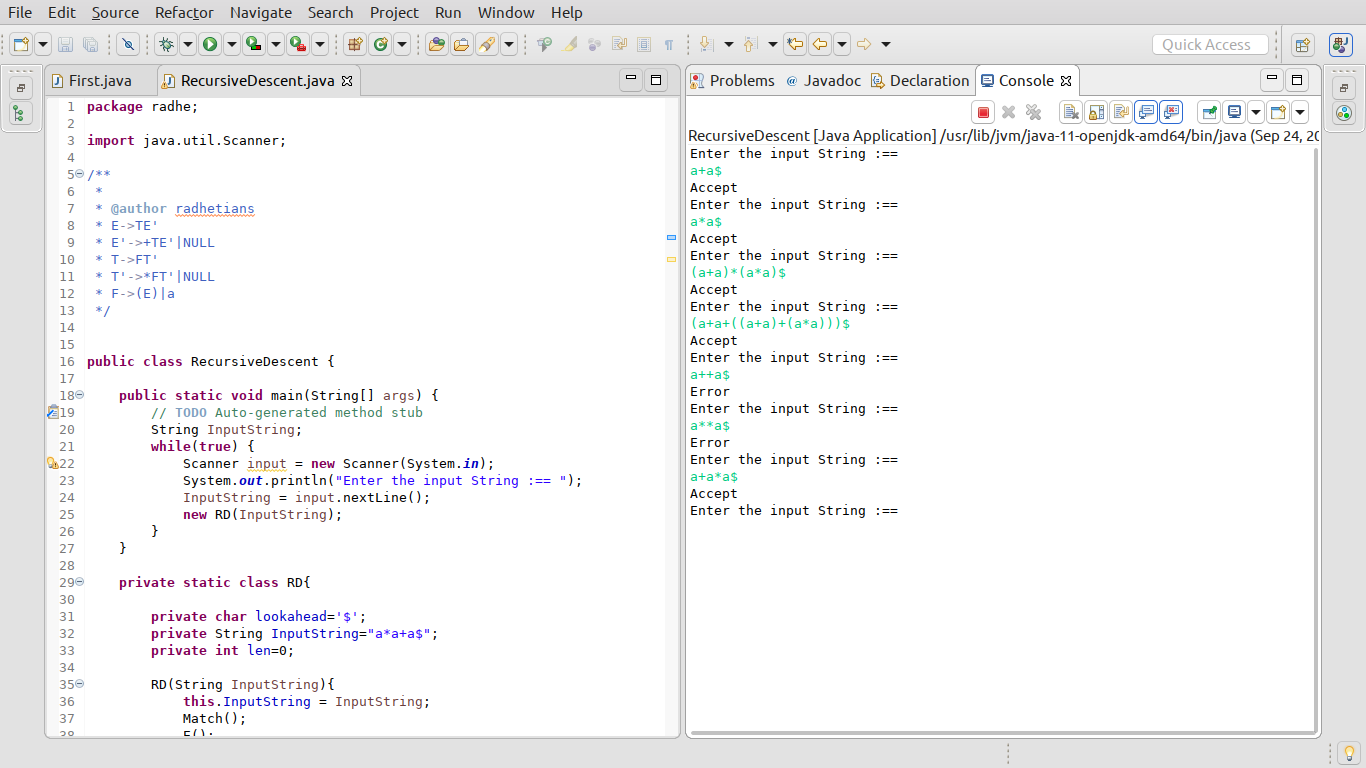 File Edit Source Refactor Navigate Search Project Run Window Help
Quick Access
First.java RecursiveDescent.java
1 package radhe;
2
3 import java.util.Scanner;
4
5 /**
6  *
7  * @author radhetians
8  * E->TE'
9  * E'->+TE'|NULL
10  * T->FT'
11  * T'->*FT'|NULL
12  * F->(E)|a
13  */
14
15
16 public class RecursiveDescent {
17
18     public static void main(String[] args) {
19         // TODO Auto-generated method stub
20         String InputString;
21         while(true) {
22             Scanner input = new Scanner(System.in);
23             System.out.println("Enter the input String :== ");
24             InputString = input.nextLine();
25             new RD(InputString);
26         }
27     }
28
29     private static class RD{
30
31         private char lookahead='$';
32         private String InputString="a*a+a$";
33         private int len=0;
34
35         RD(String InputString){
36             this.InputString = InputString;
37             Match();
38             E();
Problems @ Javadoc Declaration Console
RecursiveDescent [Java Application] /usr/lib/jvm/java-11-openjdk-amd64/bin/java (Sep 24, 20
Enter the input String :==
a+a$
Accept
Enter the input String :==
a*a$
Accept
Enter the input String :==
(a+a)*(a*a)$
Accept
Enter the input String :==
(a+a+((a+a)+(a*a)))$
Accept
Enter the input String :==
a++a$
Error
Enter the input String :==
a**a$
Error
Enter the input String :==
a+a*a$
Accept
Enter the input String :==